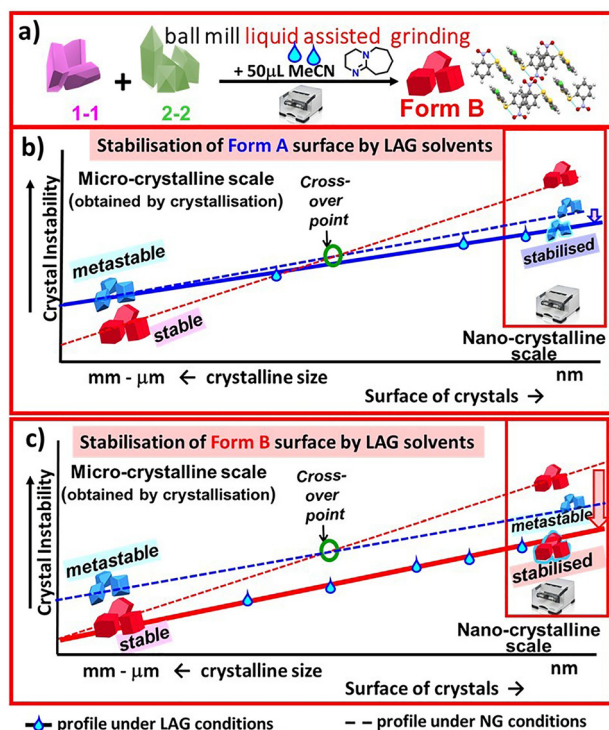 a)
ball mill liquid assisted grinding
1-1
+
2-2
+ 50μL MeCN
N
N
Form B
b)
Stabilisation of Form A surface by LAG solvents
Crystal Instability
Micro-crystalline scale
(obtained by crystallisation)
Cross-
over
point
metastable
stable
stabilised
Nano-crystalline
scale
mm - μm ← crystalline size
nm
Surface of crystals →
c)
Stabilisation of Form B surface by LAG solvents
Crystal Instability
Micro-crystalline scale
(obtained by crystallisation)
Cross-
over
point
metastable
stable
metastable
stabilised
Nano-crystalline
scale
mm - μm ← crystalline size
nm
Surface of crystals →
profile under LAG conditions
profile under NG conditions